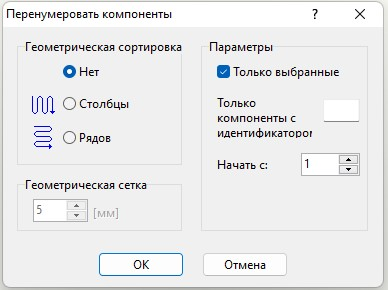 Перенумеровать компоненты
? ×
Геометрическая сортировка
Нет
Столбцы
Рядов
Геометрическая сетка
5 [мм]
Параметры
Только выбранные
Только
компоненты с
идентификатором
Начать с: 1
OK
Отмена